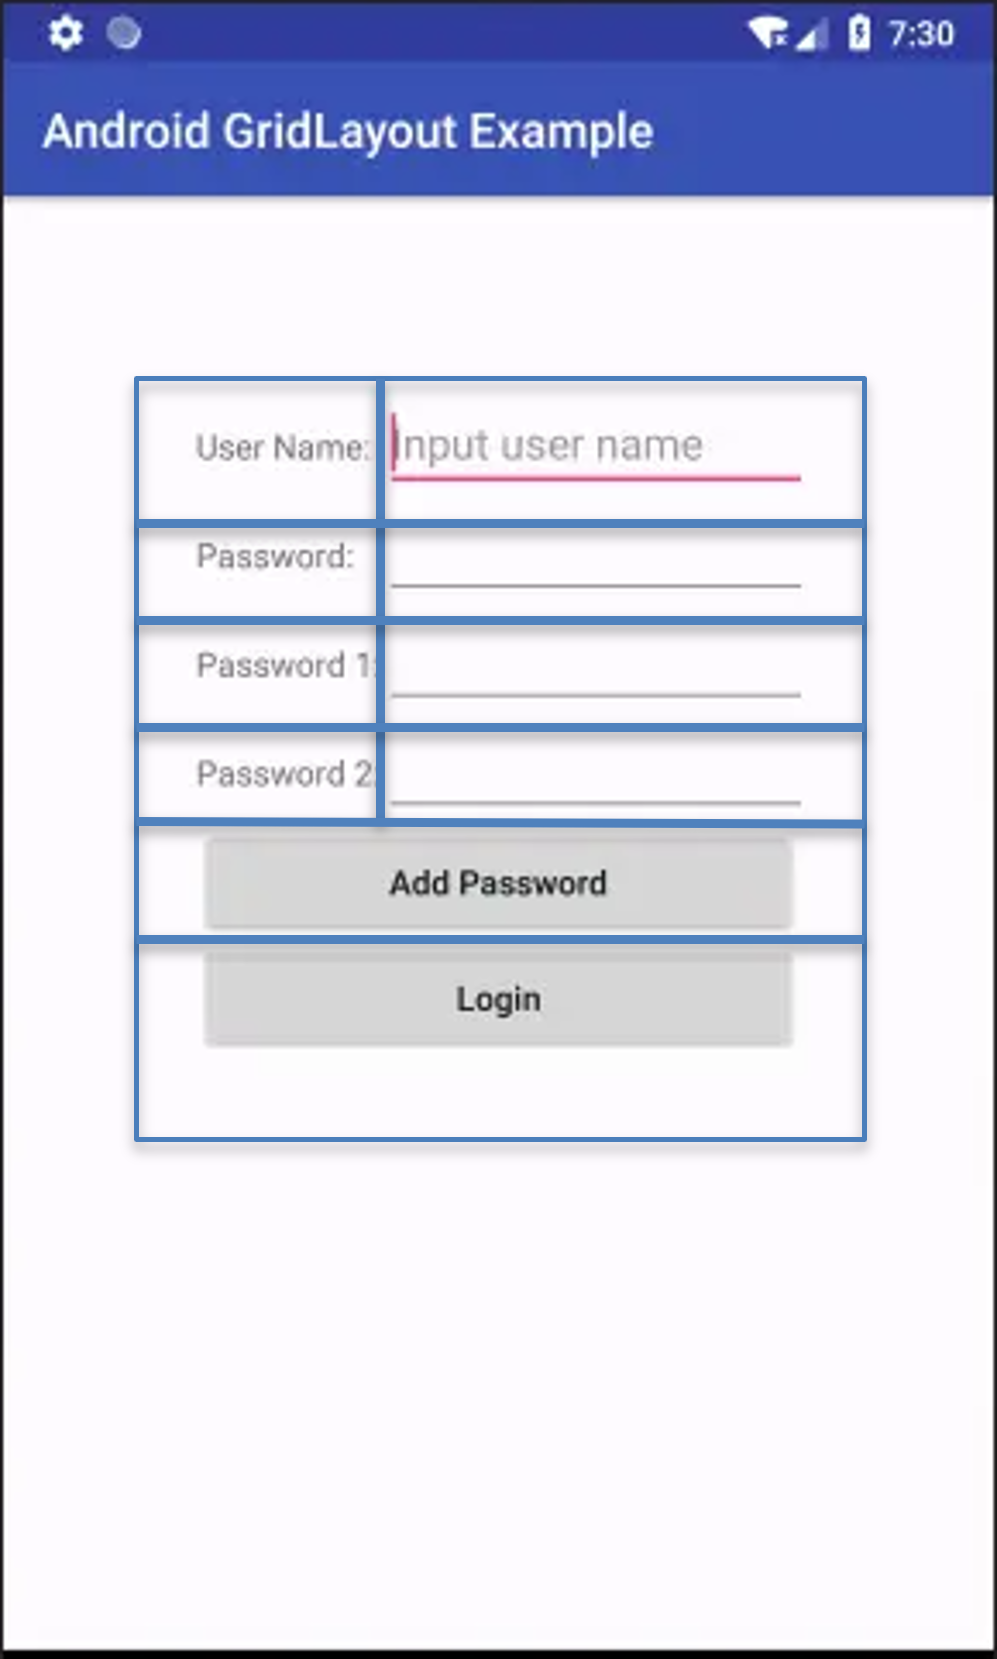 7:30
Android GridLayout Example
User Name: Input user name
Password:
Password 1:
Password 2:
Add Password
Login